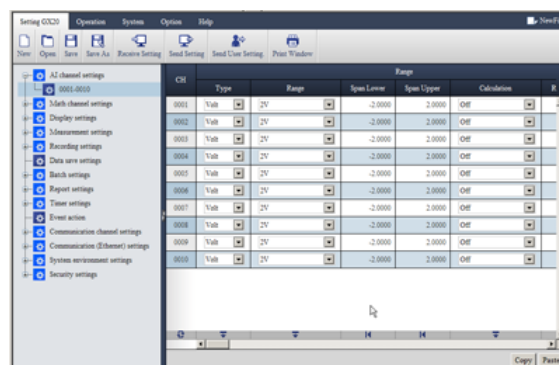 Setting GX20 Operation System Option Help NewFi
New Open Save Save As Receive Setting Send Setting Send User Setting Print Window
AI channel settings
0001-0010
Math channel settings
Display settings
Measurement settings
Recording settings
Data save settings
Batch settings
Report settings
Timer settings
Event action
Communication channel settings
Communication (Ethernet) settings
System environment settings
Security settings
CH Range
Type Range Span Lower Span Upper Calculation R
0001 Volt 2V -2.0000 2.0000 Off
0002 Volt 2V -2.0000 2.0000 Off
0003 Volt 2V -2.0000 2.0000 Off
0004 Volt 2V -2.0000 2.0000 Off
0005 Volt 2V -2.0000 2.0000 Off
0006 Volt 2V -2.0000 2.0000 Off
0007 Volt 2V -2.0000 2.0000 Off
0008 Volt 2V -2.0000 2.0000 Off
0009 Volt 2V -2.0000 2.0000 Off
0010 Volt 2V -2.0000 2.0000 Off
Copy Paste